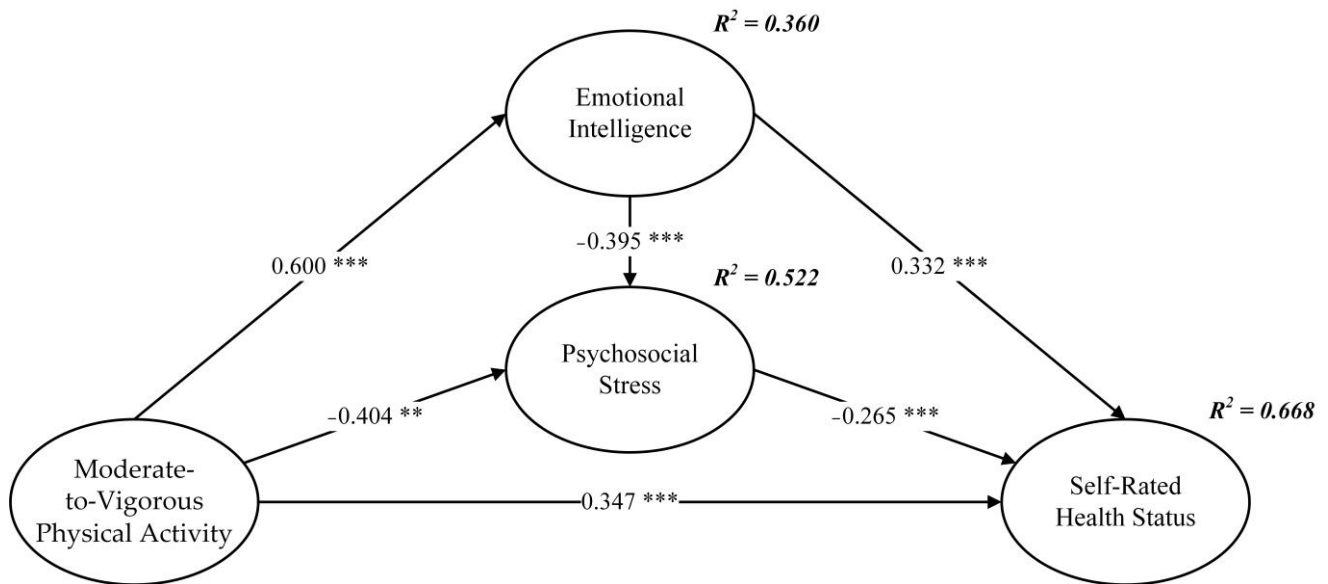 R² = 0.360
Emotional
Intelligence
-0.395 ***
0.600 ***
0.332 ***
R² = 0.522
Psychosocial
Stress
-0.404 **
-0.265 ***
R² = 0.668
Moderate-
to-Vigorous
Physical Activity
0.347 ***
Self-Rated
Health Status